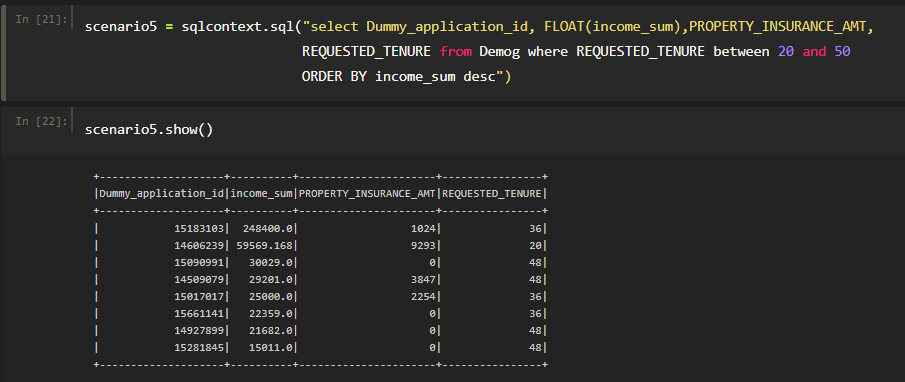 In [21]: scenario5 = sqlcontext.sql("select Dummy_application_id, FLOAT(income_sum),PROPERTY_INSURANCE_AMT,
REQUESTED_TENURE from Demog where REQUESTED_TENURE between 20 and 50
ORDER BY income_sum desc")
In [22]: scenario5.show()
+--------------------+----------+----------------------+----------------+
|Dummy_application_id|income_sum|PROPERTY_INSURANCE_AMT|REQUESTED_TENURE|
+--------------------+----------+----------------------+----------------+
|            15183103|  248400.0|                  1024|              36|
|            14606239| 59569.168|                  9293|              20|
|            15090991|   30029.0|                     0|              48|
|            14509079|   29201.0|                  3847|              48|
|            15017017|   25000.0|                  2254|              36|
|            15661141|   22359.0|                     0|              36|
|            14927899|   21682.0|                     0|              48|
|            15281845|   15011.0|                     0|              48|
+--------------------+----------+----------------------+----------------+